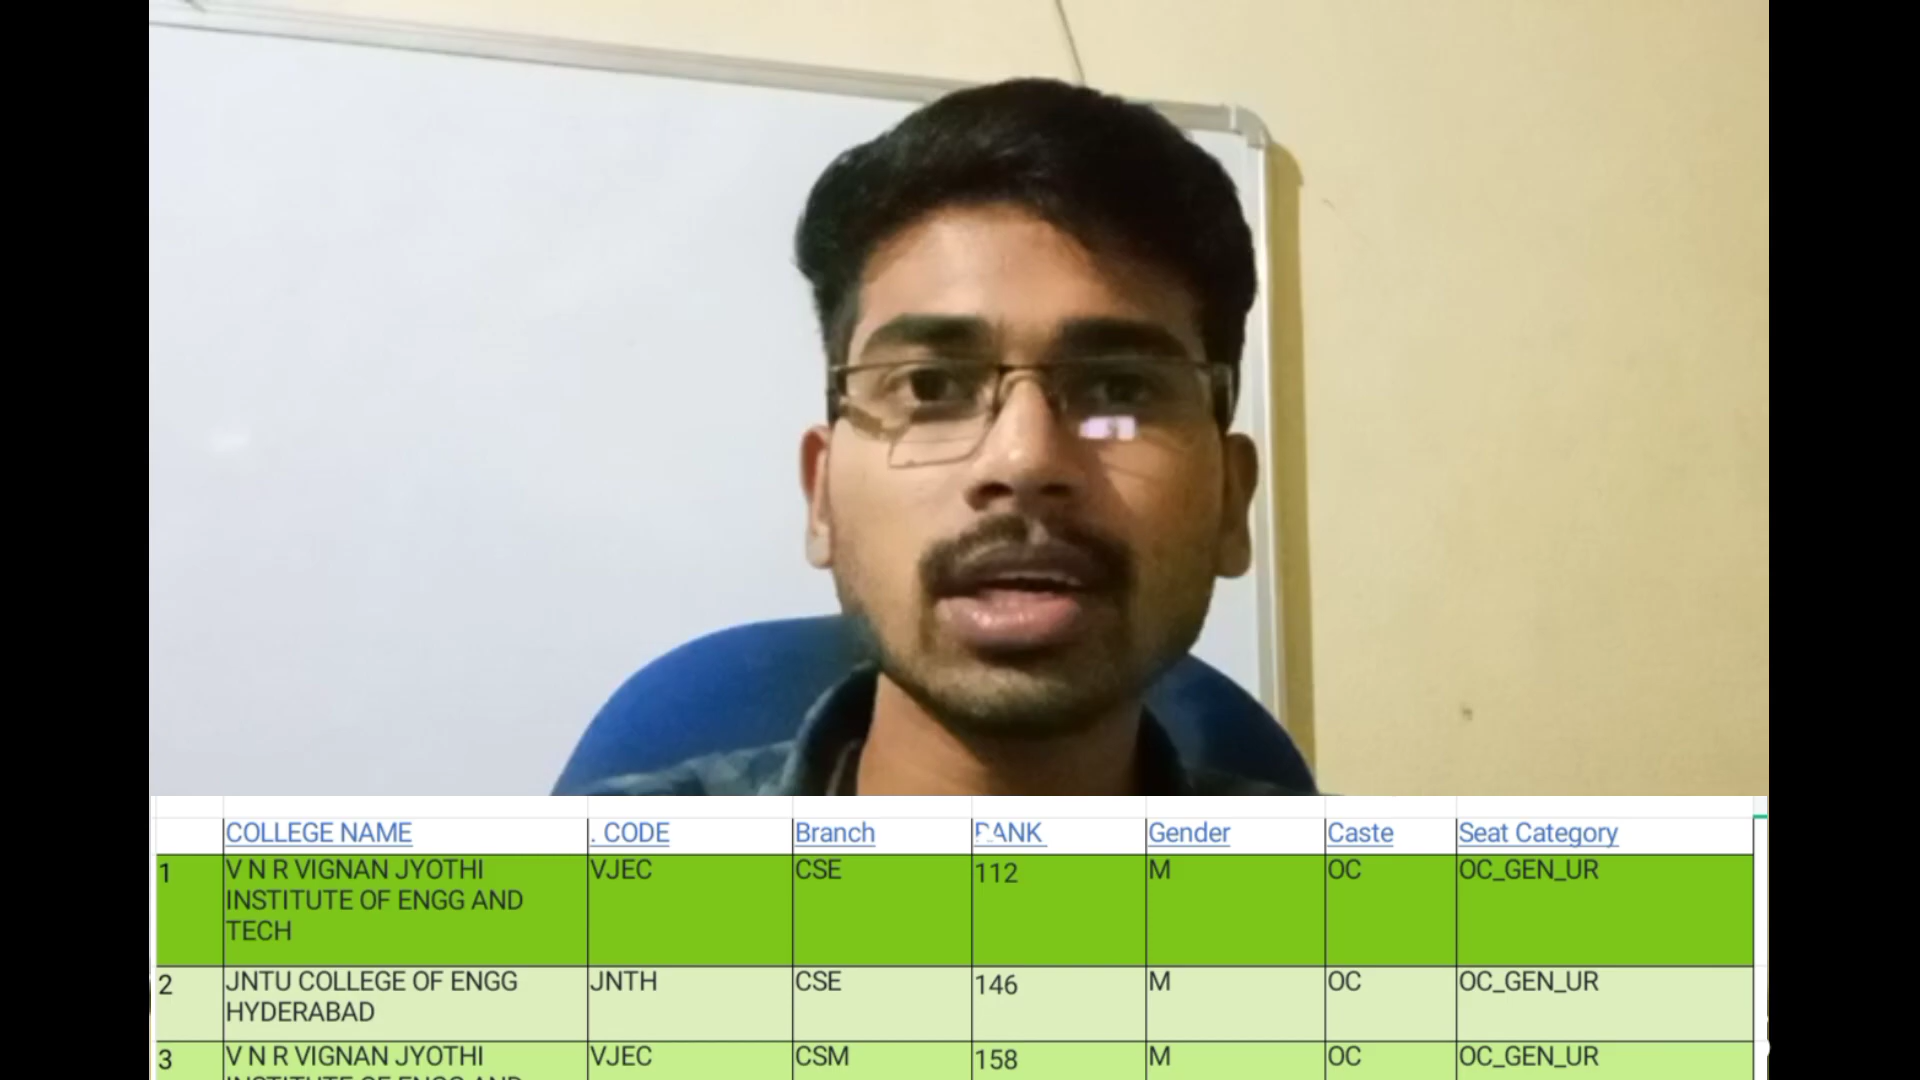 COLLEGE NAME . CODE Branch RANK Gender Caste Seat Category
1 V N R VIGNAN JYOTHI INSTITUTE OF ENGG AND TECH VJEC CSE 112 M OC OC_GEN_UR
2 JNTU COLLEGE OF ENGG HYDERABAD JNTH CSE 146 M OC OC_GEN_UR
3 V N R VIGNAN JYOTHI VJEC CSM 158 M OC OC_GEN_UR